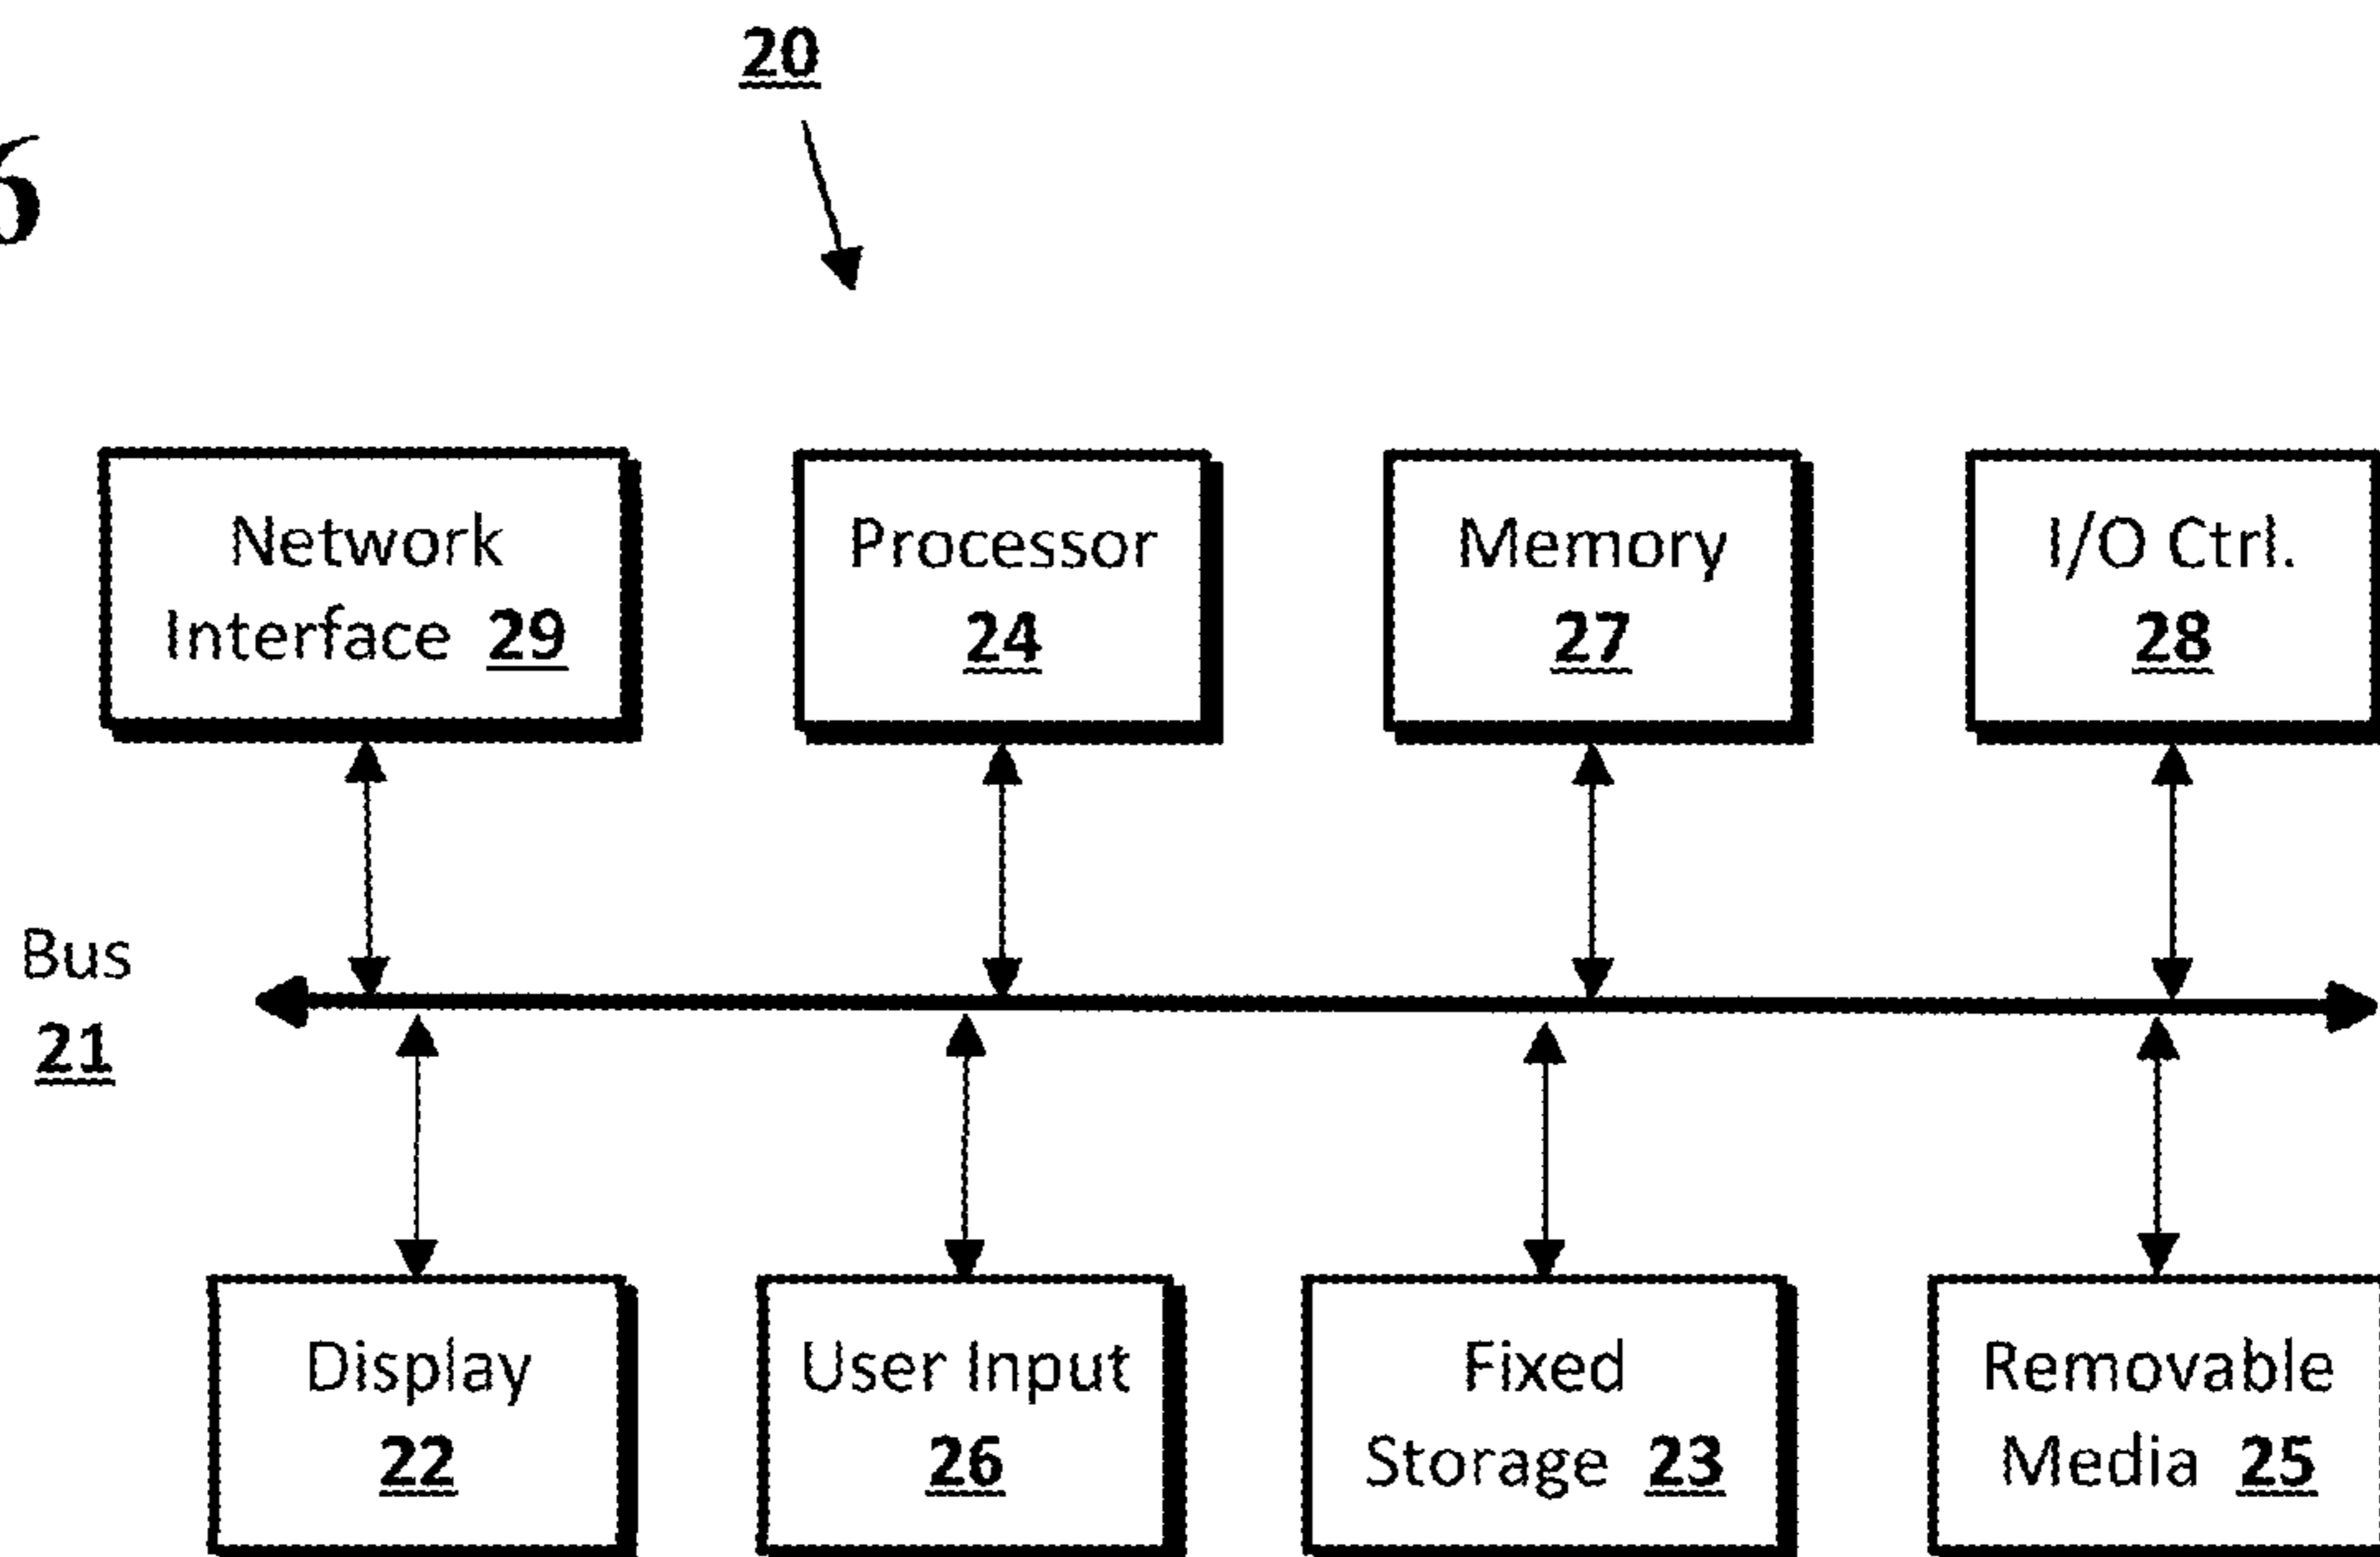 20
6
Network
Interface 29
Processor
24
Memory
27
I/O Ctrl.
28
Bus
21
Display
22
User Input
26
Fixed
Storage 23
Removable
Media 25